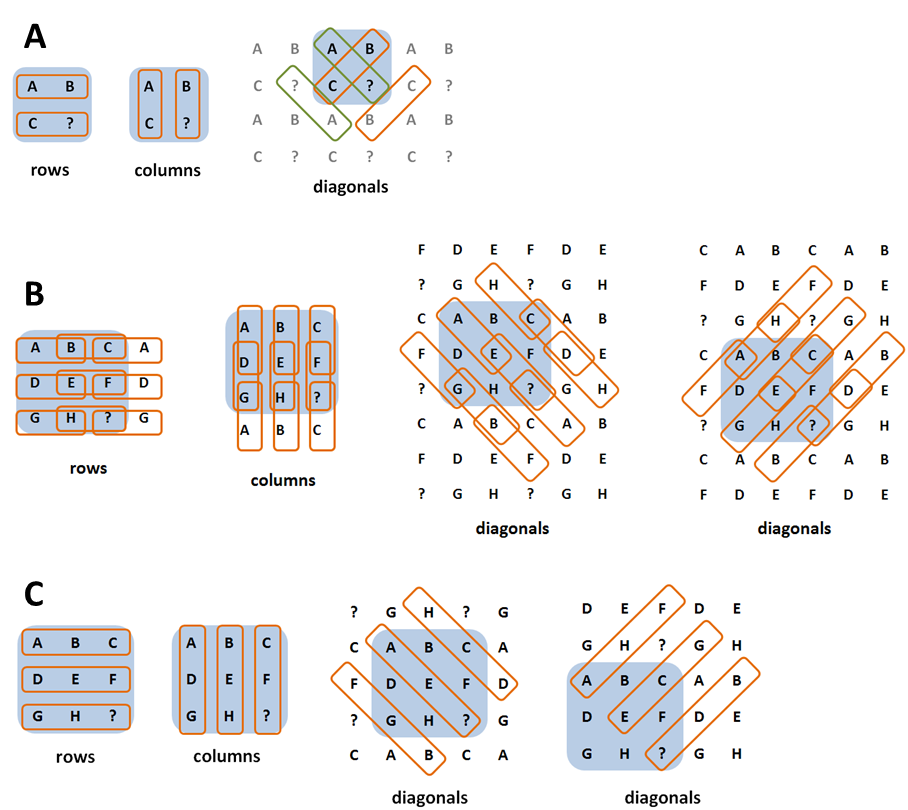 A
A B
C ?
rows
A B
C ?
columns
A B A B A B
C ? C ? C ?
A B A B A B
C ? C ? C ?
diagonals
B
A B C A
D E F D
G H ? G
rows
A B C
D E F
G H ?
A B C
columns
F D E F D E
? G H ? G H
C A B C A B
F D E F D E
? G H ? G H
C A B C A B
F D E F D E
? G H ? G H
diagonals
C A B C A B
F D E F D E
? G H ? G H
C A B C A B
F D E F D E
? G H ? G H
C A B C A B
F D E F D E
diagonals
C
A B C
D E F
G H ?
rows
A B C
D E F
G H ?
columns
? G H ? G
C A B C A
F D E F D
? G H ? G
C A B C A
diagonals
D E F D E
G H ? G H
A B C A B
D E F D E
G H ? G H
diagonals